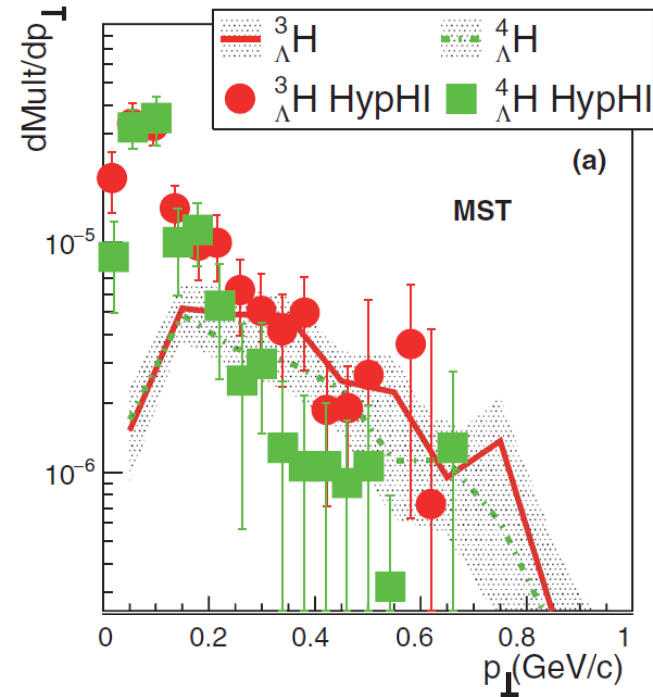 dMult/dp⊥
³ΛH ⁴ΛH
³ΛH HypHI ⁴ΛH HypHI
(a)
MST
10⁻⁵
10⁻⁶
0 0.2 0.4 0.6 0.8 1
p⊥(GeV/c)